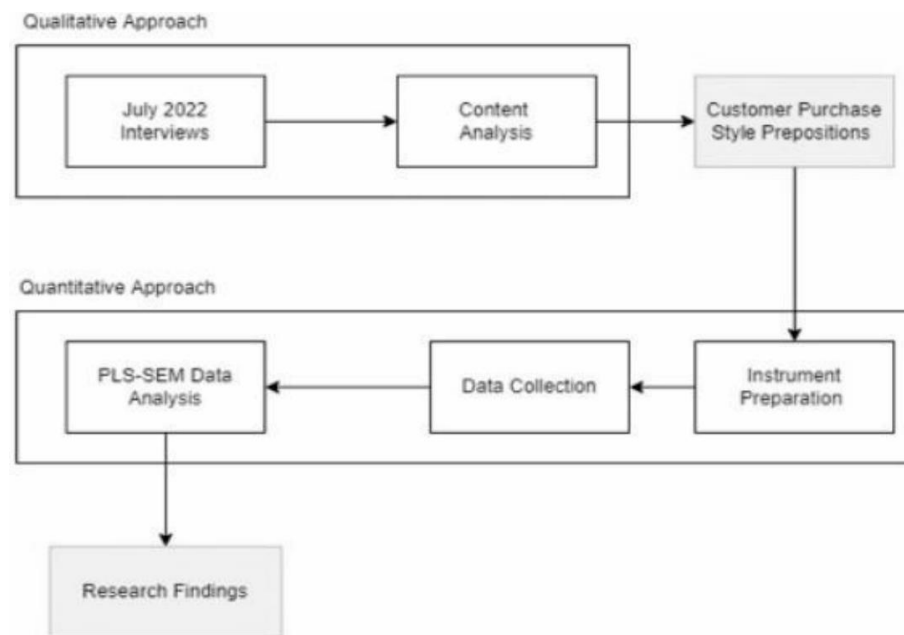 Qualitative Approach
July 2022
Interviews
Content
Analysis
Customer Purchase
Style Prepositions
Quantitative Approach
PLS-SEM Data
Analysis
Data Collection
Instrument
Preparation
Research Findings